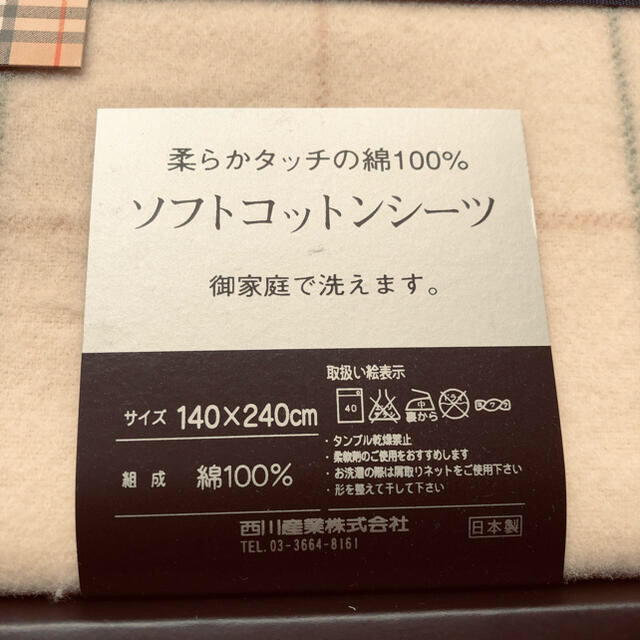 柔らかタッチの綿100%
ソフトコットンシーツ
御家庭で洗えます。
取扱い絵表示
40 中 裏から
サイズ 140×240cm
・タンブル乾燥禁止
・柔軟剤のご使用をおすすめします
・お洗濯の際は肩取りネットをご使用下さい
・形を整えて干して下さい
組成 綿100%
西川産業株式会社
TEL.03-3664-8161
日本製